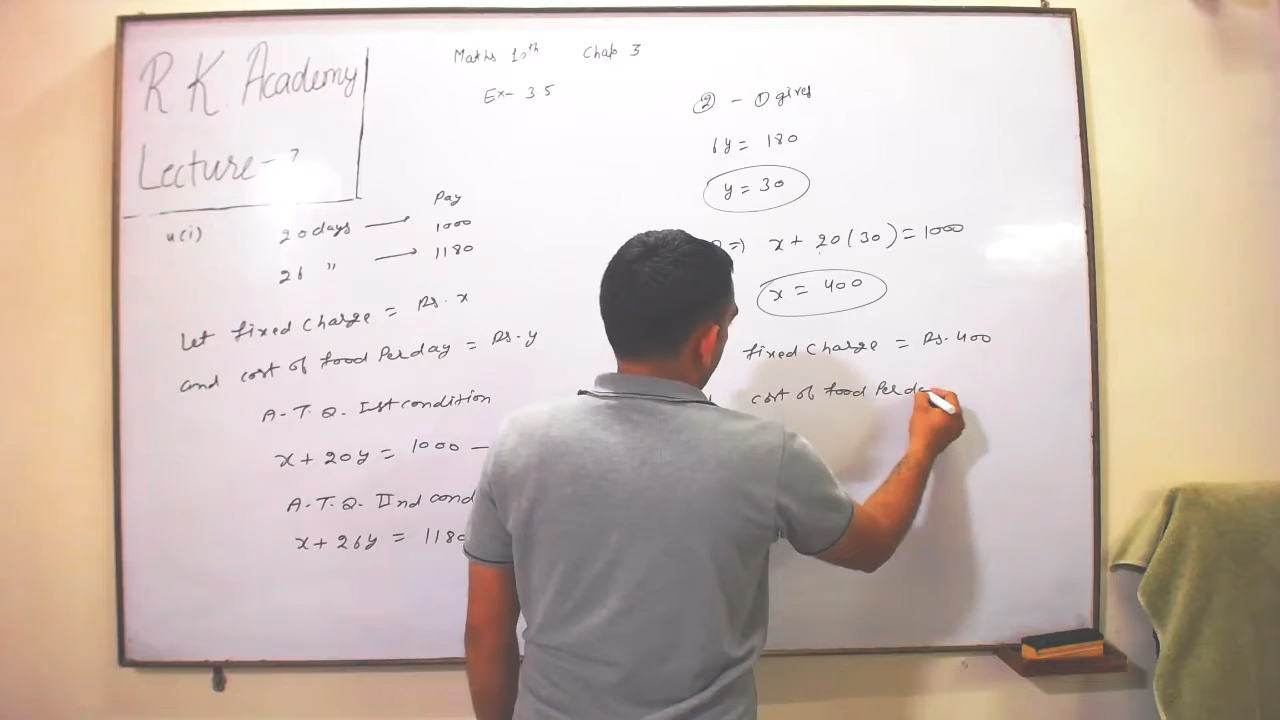 R K Academy
Lecture - 7
Maths 10th Chap 3
Ex- 3.5
u(i)
Pay
20 days → 1000
26 " → 1180
Let fixed charge = Rs. x
and cost of food Per day = Rs. y
A.T.Q. Ist condition
x + 20y = 1000 —
A.T.Q. IInd cond
x + 26y = 1180
② - ① gives
6y = 180
y = 30
=) x + 20(30) = 1000
x = 400
fixed charge = Rs. 400
cost of food Per da